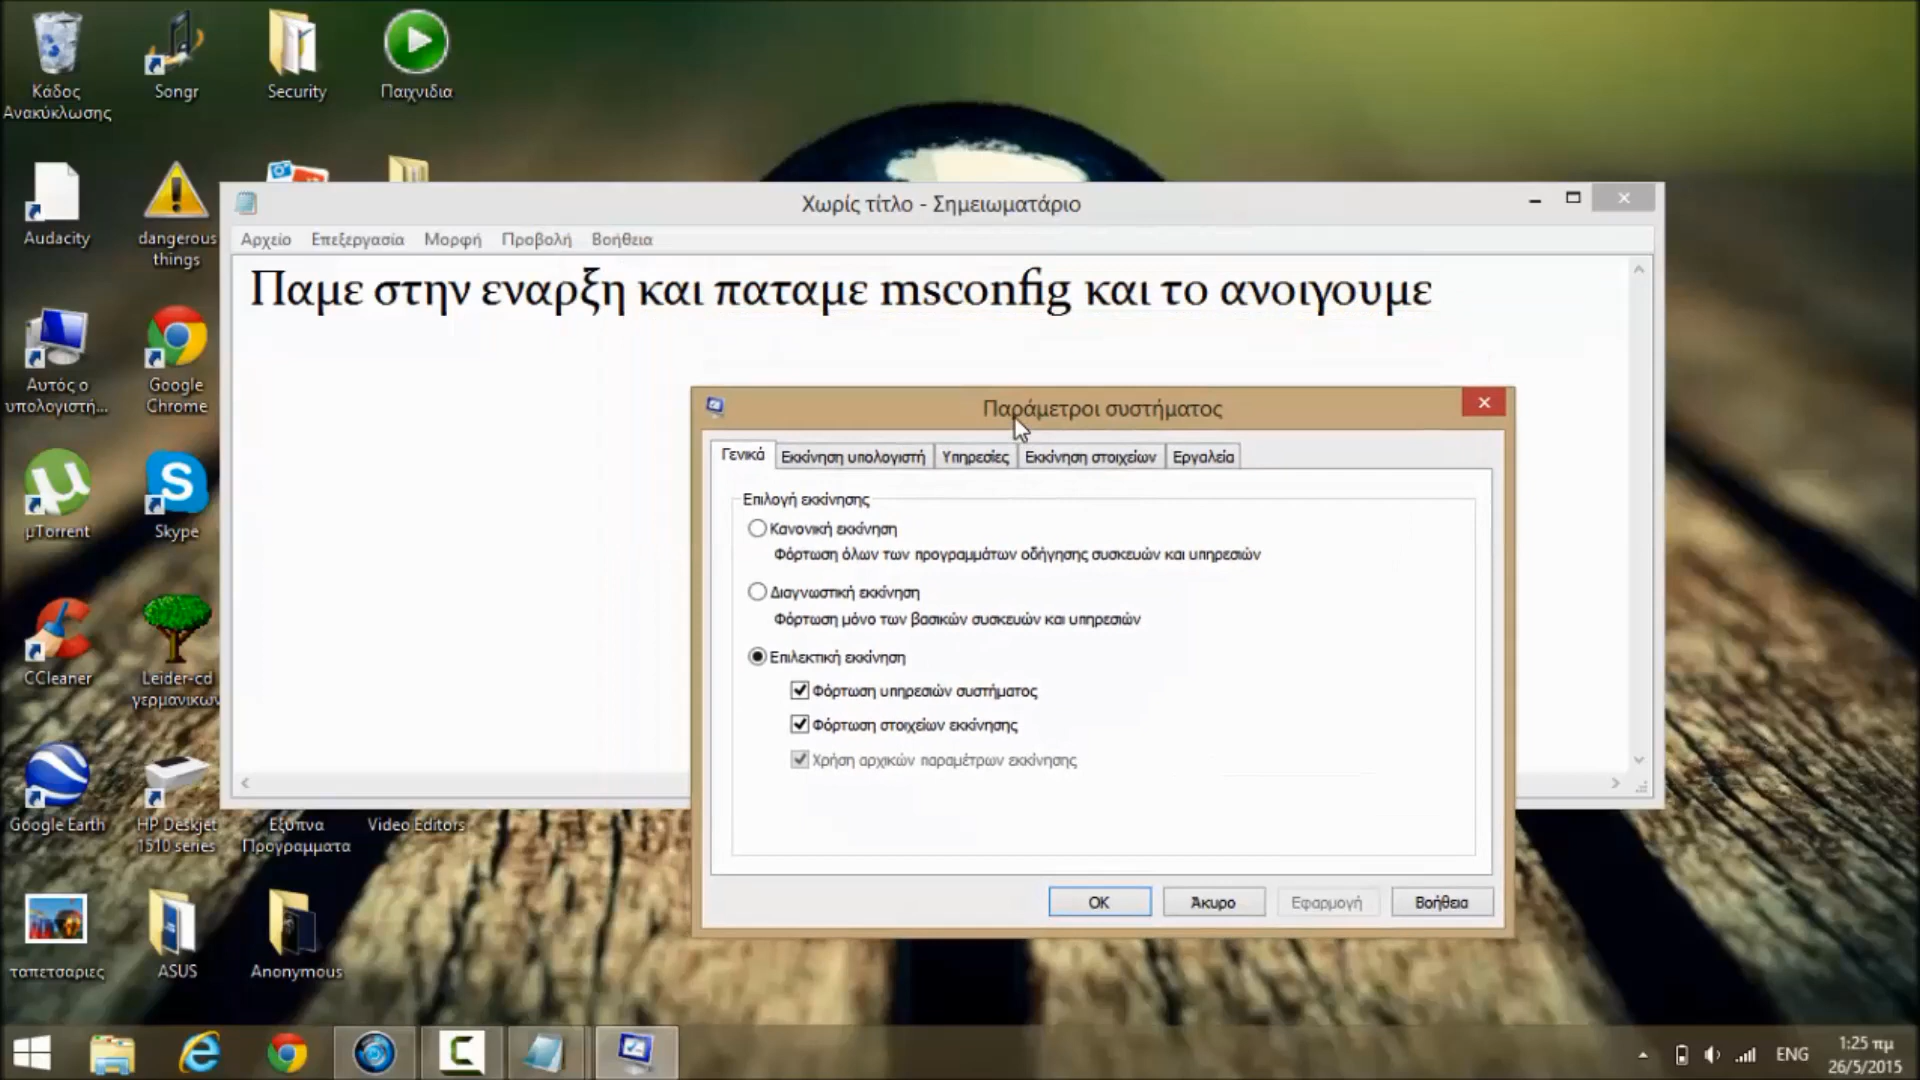 Κάδος
Ανακύκλωσης
Songr
Security
Παιχνιδια
Audacity
dangerous
things
Αυτός ο
υπολογιστή...
Google
Chrome
μTorrent
Skype
CCleaner
Leider-cd
γερμανικων
Google Earth
HP Deskjet
1510 series
Εξυπνα
Προγραμματα
Video Editors
ταπετσαριες
ASUS
Anonymous
Χωρίς τίτλο - Σημειωματάριο
Αρχείο Επεξεργασία Μορφή Προβολή Βοήθεια
Παμε στην εναρξη και παταμε msconfig και το ανοιγουμε
Παράμετροι συστήματος
Γενικά Εκκίνηση υπολογιστή Υπηρεσίες Εκκίνηση στοιχείων Εργαλεία
Επιλογή εκκίνησης
Κανονική εκκίνηση
Φόρτωση όλων των προγραμμάτων οδήγησης συσκευών και υπηρεσιών
Διαγνωστική εκκίνηση
Φόρτωση μόνο των βασικών συσκευών και υπηρεσιών
Επιλεκτική εκκίνηση
Φόρτωση υπηρεσιών συστήματος
Φόρτωση στοιχείων εκκίνησης
Χρήση αρχικών παραμέτρων εκκίνησης
OK Άκυρο Εφαρμογή Βοήθεια
ENG
1:25 πμ
26/5/2015